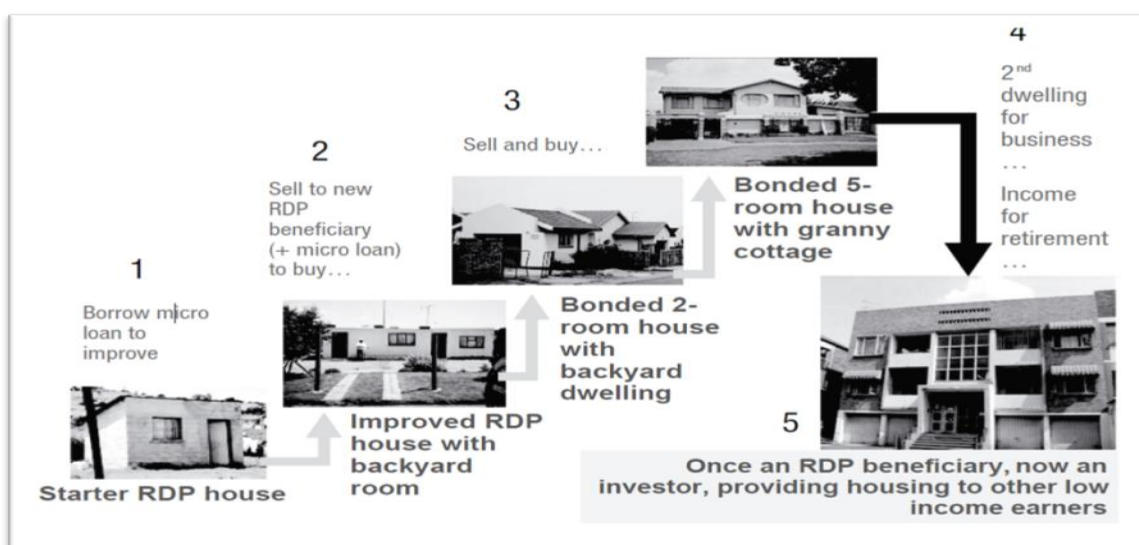 1
Borrow micro
loan to
improve
Starter RDP house
2
Sell to new
RDP
beneficiary
(+ micro loan)
to buy…
Improved RDP
house with
backyard
room
3
Sell and buy…
Bonded 2-
room house
with
backyard
dwelling
Bonded 5-
room house
with granny
cottage
4
2nd
dwelling
for
business
…
Income
for
retirement
…
5
Once an RDP beneficiary, now an
investor, providing housing to other low
income earners